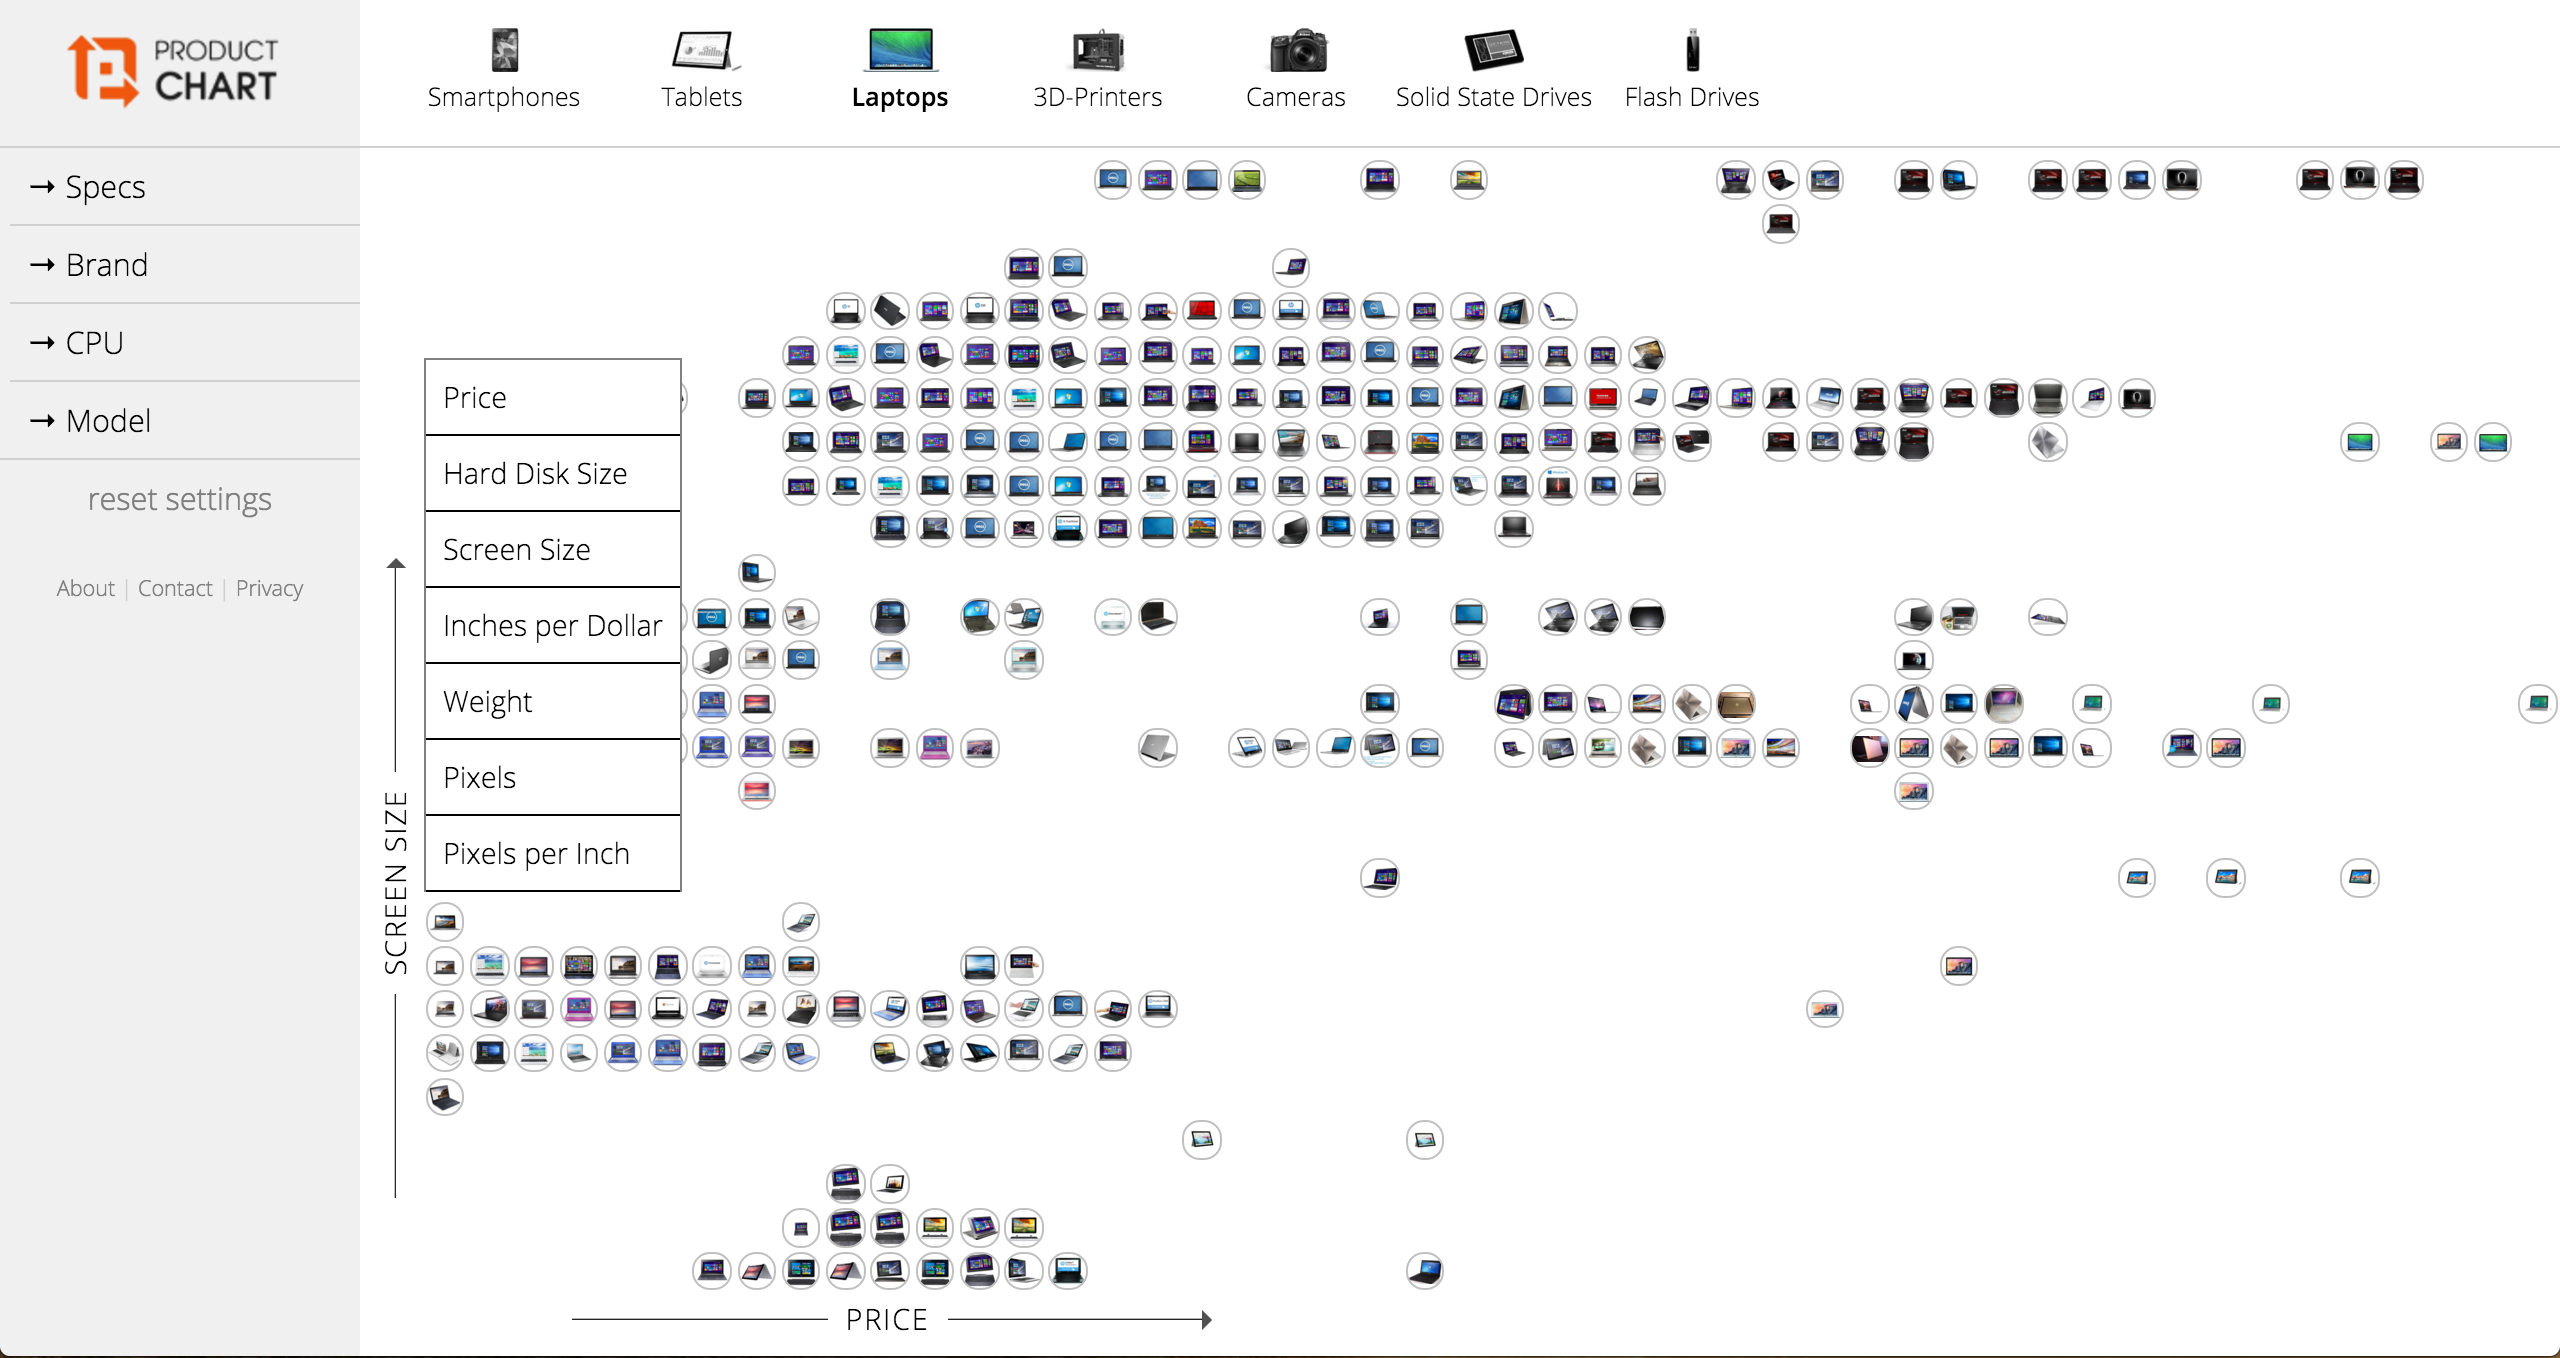 PRODUCT
CHART
Smartphones
Tablets
Laptops
3D-Printers
Cameras
Solid State Drives
Flash Drives
→ Specs
→ Brand
→ CPU
→ Model
reset settings
About | Contact | Privacy
Price
Hard Disk Size
Screen Size
Inches per Dollar
Weight
Pixels
Pixels per Inch
SCREEN SIZE
PRICE